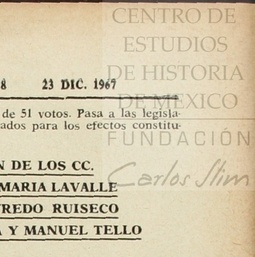 CENTRO DE
ESTUDIOS
DE HISTORIA
DE MEXICO
FUNDACIÓN
Carlos Slim
8 23 DIC. 1967
de 51 votos. Pasa a las legisla-
ados para los efectos constitu-
N DE LOS CC.
MARIA LAVALLE
FREDO RUISECO
A Y MANUEL TELLO